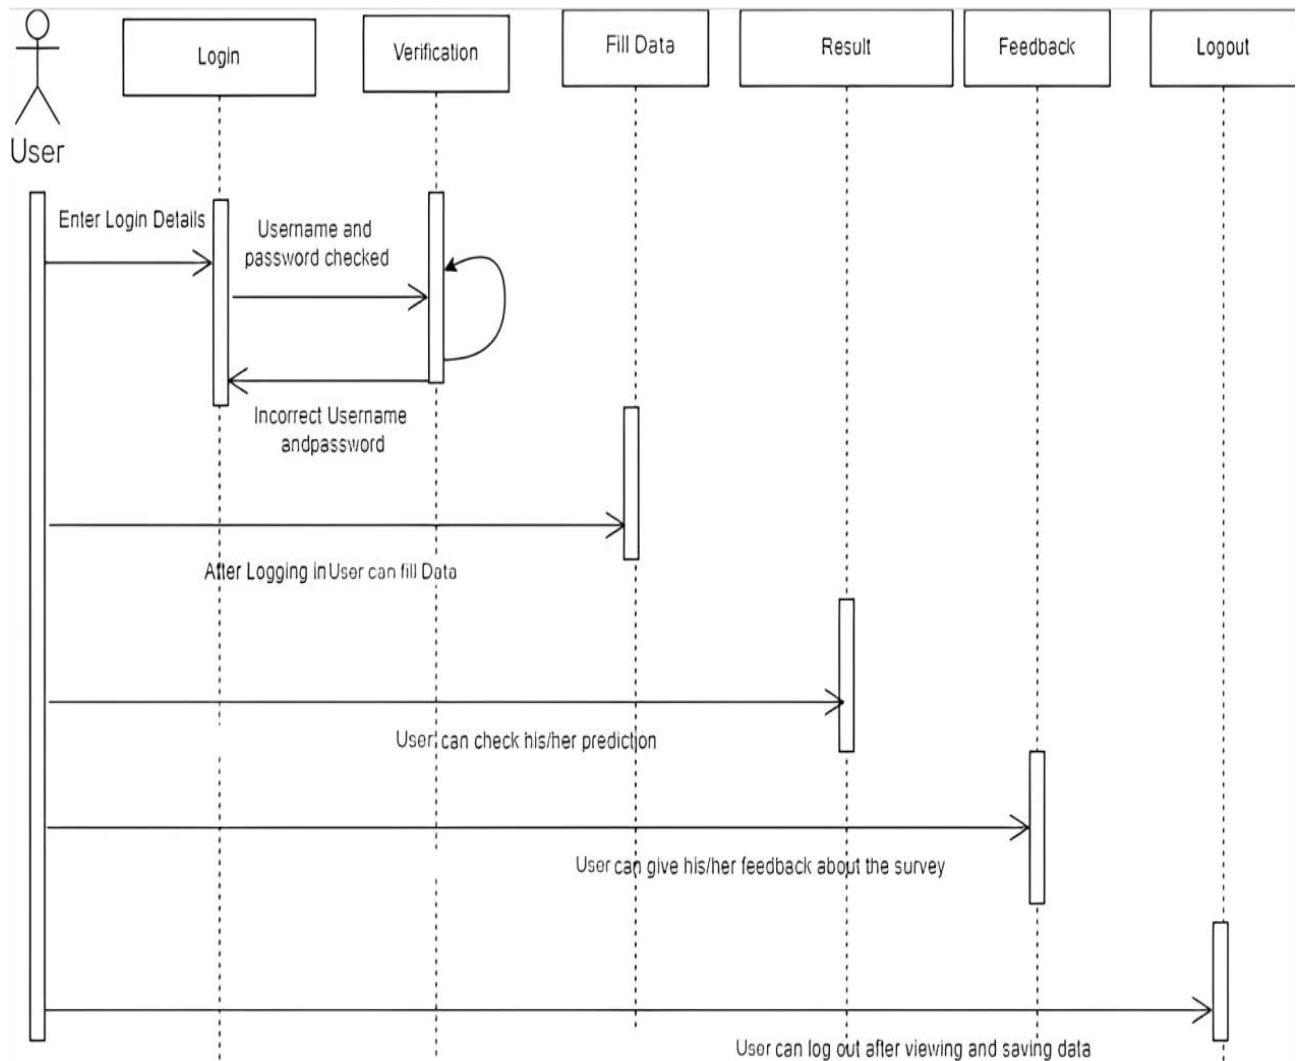 Login
Verification
Fill Data
Result
Feedback
Logout
User
Enter Login Details
Username and
password checked
Incorrect Username
andpassword
After Logging in User can fill Data
User can check his/her prediction
User can give his/her feedback about the survey
User can log out after viewing and saving data